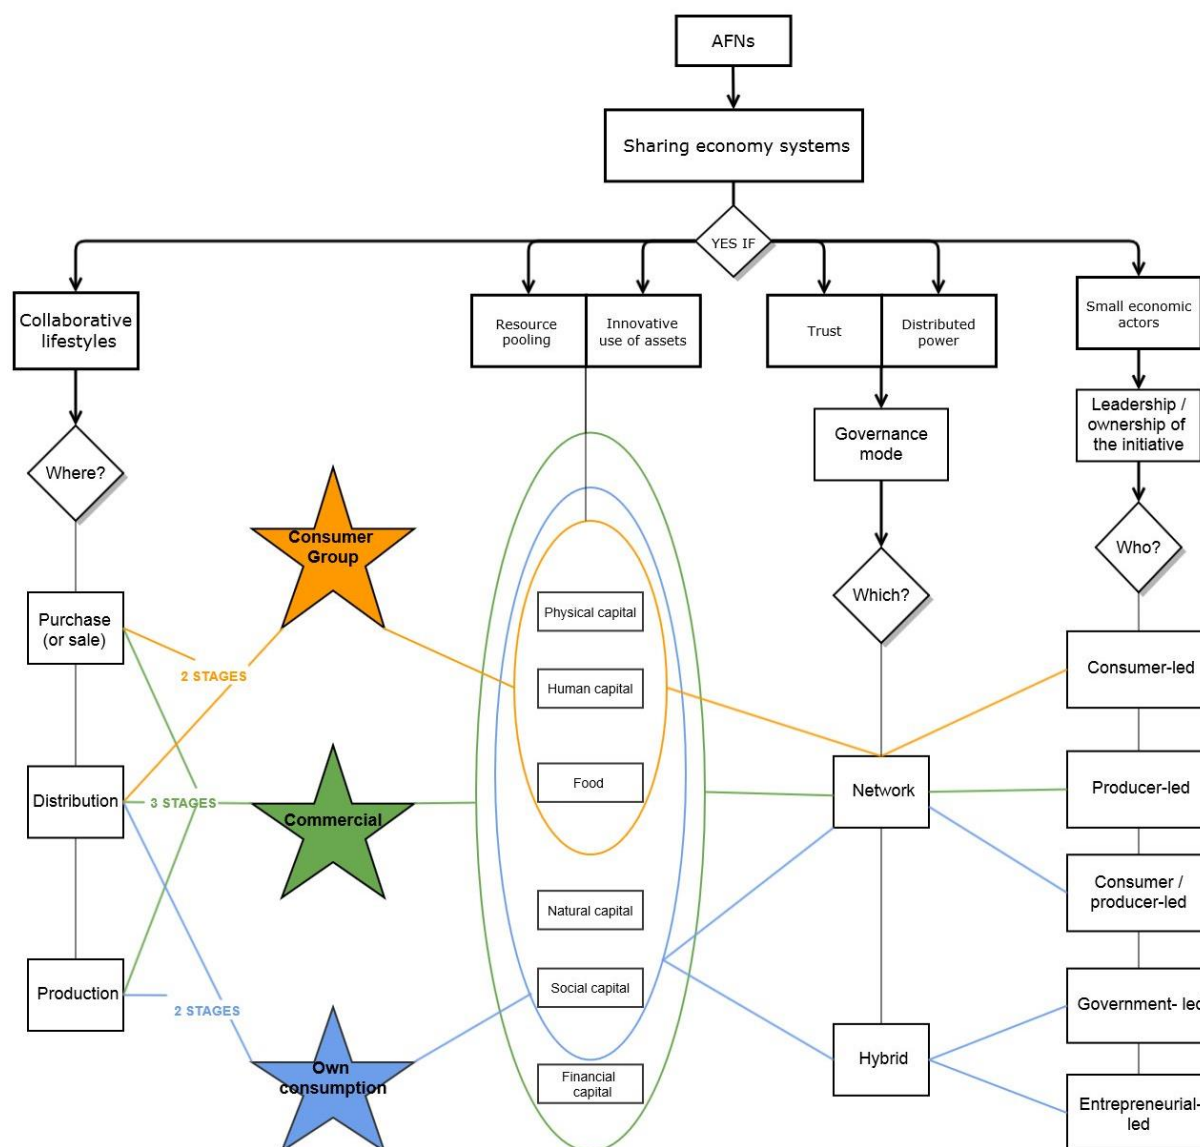 AFNs
Sharing economy systems
YES IF
Collaborative
lifestyles
Resource
pooling
Innovative
use of assets
Trust
Distributed
power
Small economic
actors
Leadership /
ownership of
the initiative
Governance
mode
Where?
Which?
Who?
Consumer
Group
Purchase
(or sale)
2 STAGES
Physical capital
Human capital
Consumer-led
Distribution
3 STAGES
Commercial
Food
Network
Producer-led
Natural capital
Consumer /
producer-led
Production
2 STAGES
Social capital
Government- led
Own
consumption
Financial
capital
Hybrid
Entrepreneurial-
led